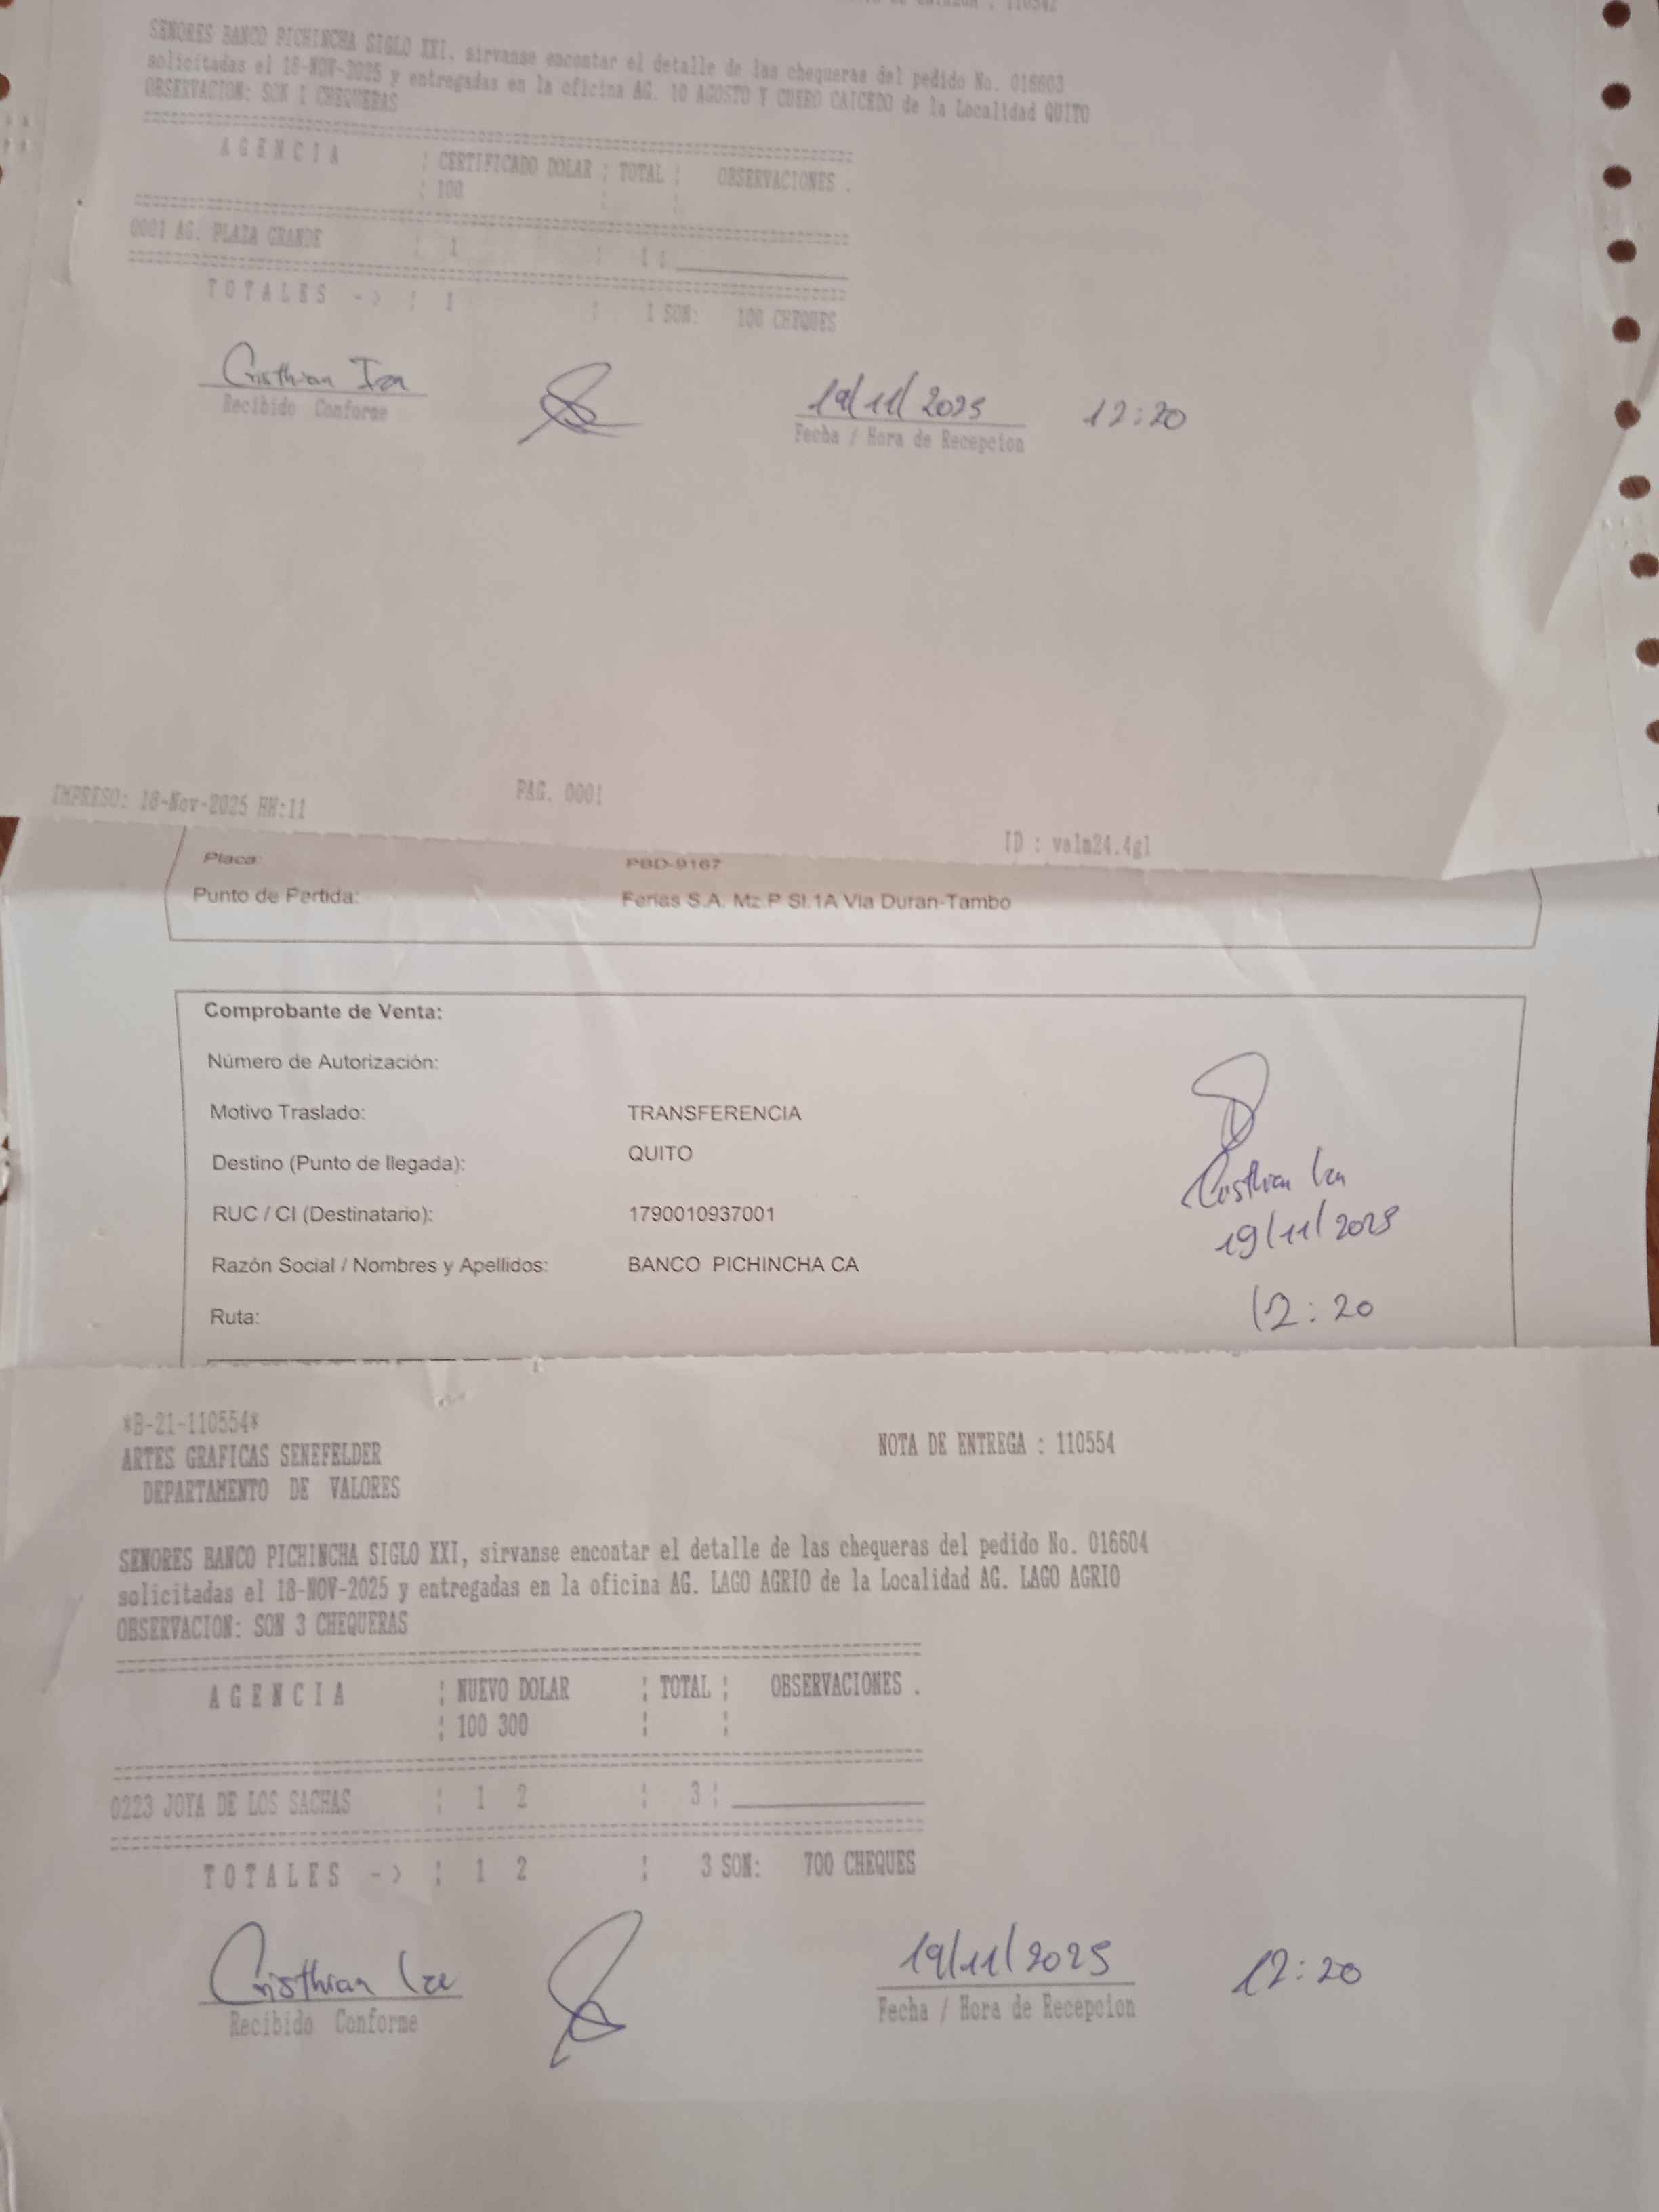 : 110542
SENORES BANCO PICHINCHA SIGLO XXI, sirvanse encontar el detalle de las chequeras del pedido No. 016603
solicitadas el 18-NOV-2025 y entregadas en la oficina AG. 10 AGOSTO Y CUERO CAICEDO de la Localidad QUITO
OBSERVACION: SON 1 CHEQUERAS
A G E N C I A ¦ CERTIFICADO DOLAR ¦ TOTAL ¦ OBSERVACIONES .
¦ 100 ¦ ¦
0001 AG. PLAZA GRANDE ¦ 1 ¦ 1 ¦
T O T A L E S - > ¦ 1 ¦ 1 SON: 100 CHEQUES
Cristhian Iza 19/11/2025 12:20
Recibido Conforme Fecha / Hora de Recepcion
IMPRESO: 18-Nov-2025 HH:11 PAG. 0001 ID : valm24.4gl
Placa: PBD-9167
Punto de Partida: Ferias S.A. Mz.P Sl.1A Via Duran-Tambo
Comprobante de Venta:
Número de Autorización:
Motivo Traslado: TRANSFERENCIA
Destino (Punto de llegada): QUITO
Cristhian Iza
RUC / CI (Destinatario): 1790010937001
19/11/2025
Razón Social / Nombres y Apellidos: BANCO PICHINCHA CA
Ruta: 12:20
*B-21-110554*
ARTES GRAFICAS SENEFELDER NOTA DE ENTREGA : 110554
DEPARTAMENTO DE VALORES
SENORES BANCO PICHINCHA SIGLO XXI, sirvanse encontar el detalle de las chequeras del pedido No. 016604
solicitadas el 18-NOV-2025 y entregadas en la oficina AG. LAGO AGRIO de la Localidad AG. LAGO AGRIO
OBSERVACION: SON 3 CHEQUERAS
A G E N C I A ¦ NUEVO DOLAR ¦ TOTAL ¦ OBSERVACIONES .
¦ 100 300 ¦ ¦
0223 JOYA DE LOS SACHAS ¦ 1 2 ¦ 3 ¦
T O T A L E S - > ¦ 1 2 ¦ 3 SON: 700 CHEQUES
Cristhian Iza 19/11/2025 12:20
Recibido Conforme Fecha / Hora de Recepcion